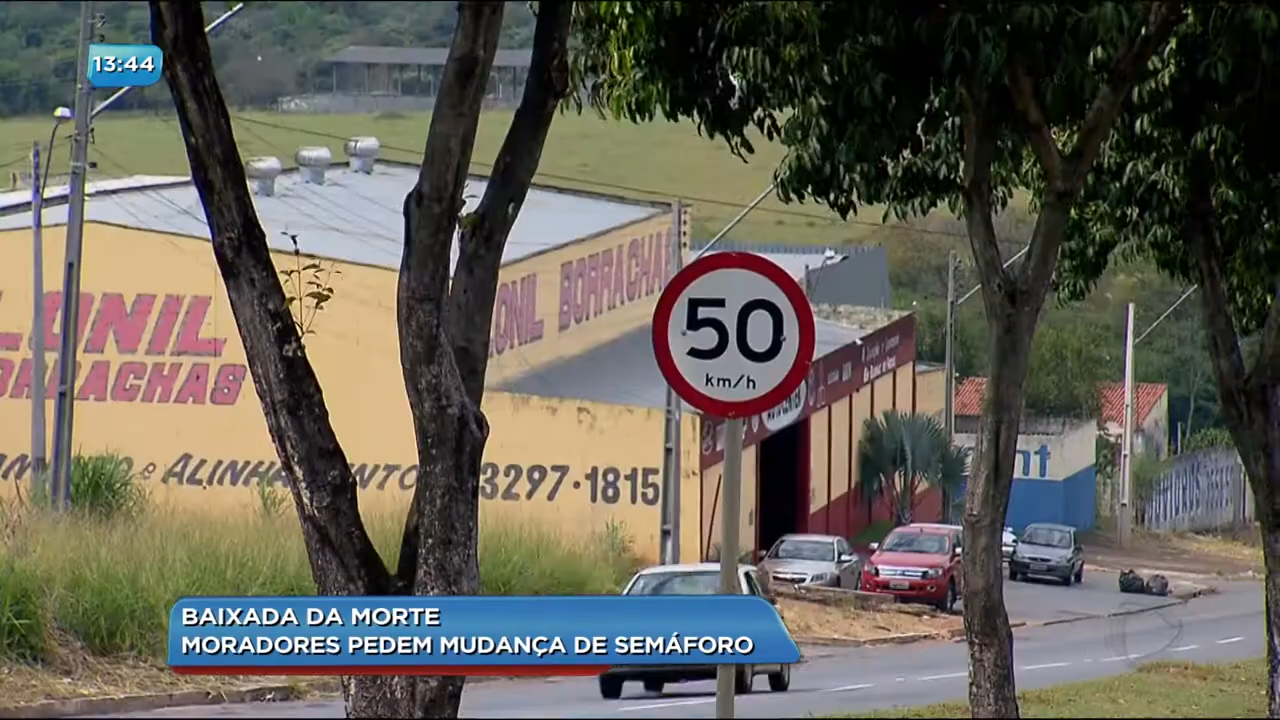 13:44
LONIL
BORRACHAS
ONIL BORRACHAS
ALINHAMENTO
3297-1815
50
km/h
BAIXADA DA MORTE
MORADORES PEDEM MUDANÇA DE SEMÁFORO